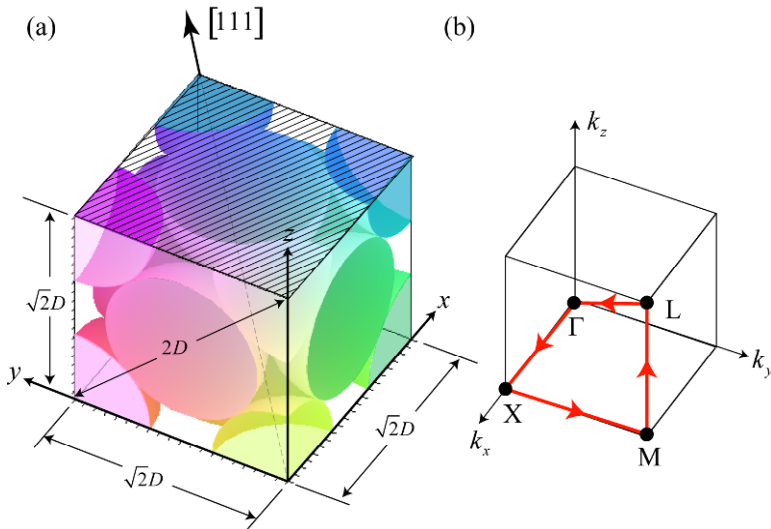 (a)
[111]
(b)
z
x
y
√2D
2D
√2D
√2D
k_z
Γ
L
k_y
X
k_x
M